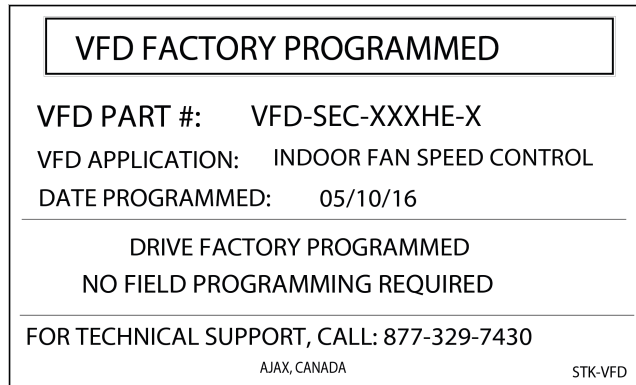 VFD FACTORY PROGRAMMED
VFD PART #: VFD-SEC-XXXHE-X
VFD APPLICATION: INDOOR FAN SPEED CONTROL
DATE PROGRAMMED: 05/10/16
DRIVE FACTORY PROGRAMMED
NO FIELD PROGRAMMING REQUIRED
FOR TECHNICAL SUPPORT, CALL: 877-329-7430
AJAX, CANADA
STK-VFD